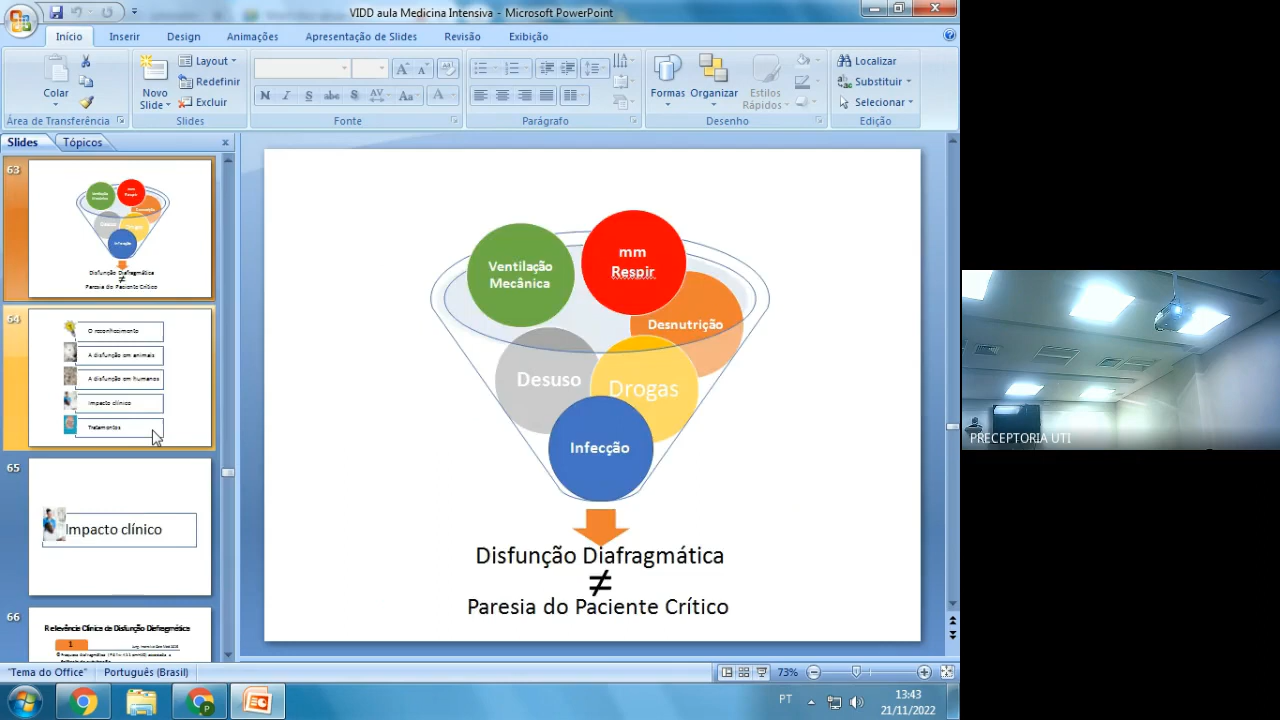 VIDD aula Medicina Intensiva - Microsoft PowerPoint
Início Inserir Design Animações Apresentação de Slides Revisão Exibição
Colar
Novo
Slide
Layout
Redefinir
Excluir
Formas
Organizar
Estilos
Rápidos
Localizar
Substituir
Selecionar
Área de Transferência Slides Fonte Parágrafo Desenho Edição
Slides Tópicos x
63
Infecção
Disfunção Diafragmática
≠
Paresia do Paciente Crítico
64
O reconhecimento
A disfunção em animais
A disfunção em humanos
Impacto clínico
Tratamentos
65
Impacto clínico
66
Relevância Clínica da Disfunção Diafragmática
1
Ventilação
Mecânica
mm
Respir
Desnutrição
Desuso
Drogas
Infecção
Disfunção Diafragmática
≠
Paresia do Paciente Crítico
PRECEPTORIA UTI
"Tema do Office" Português (Brasil) 73%
PT
13:43
21/11/2022